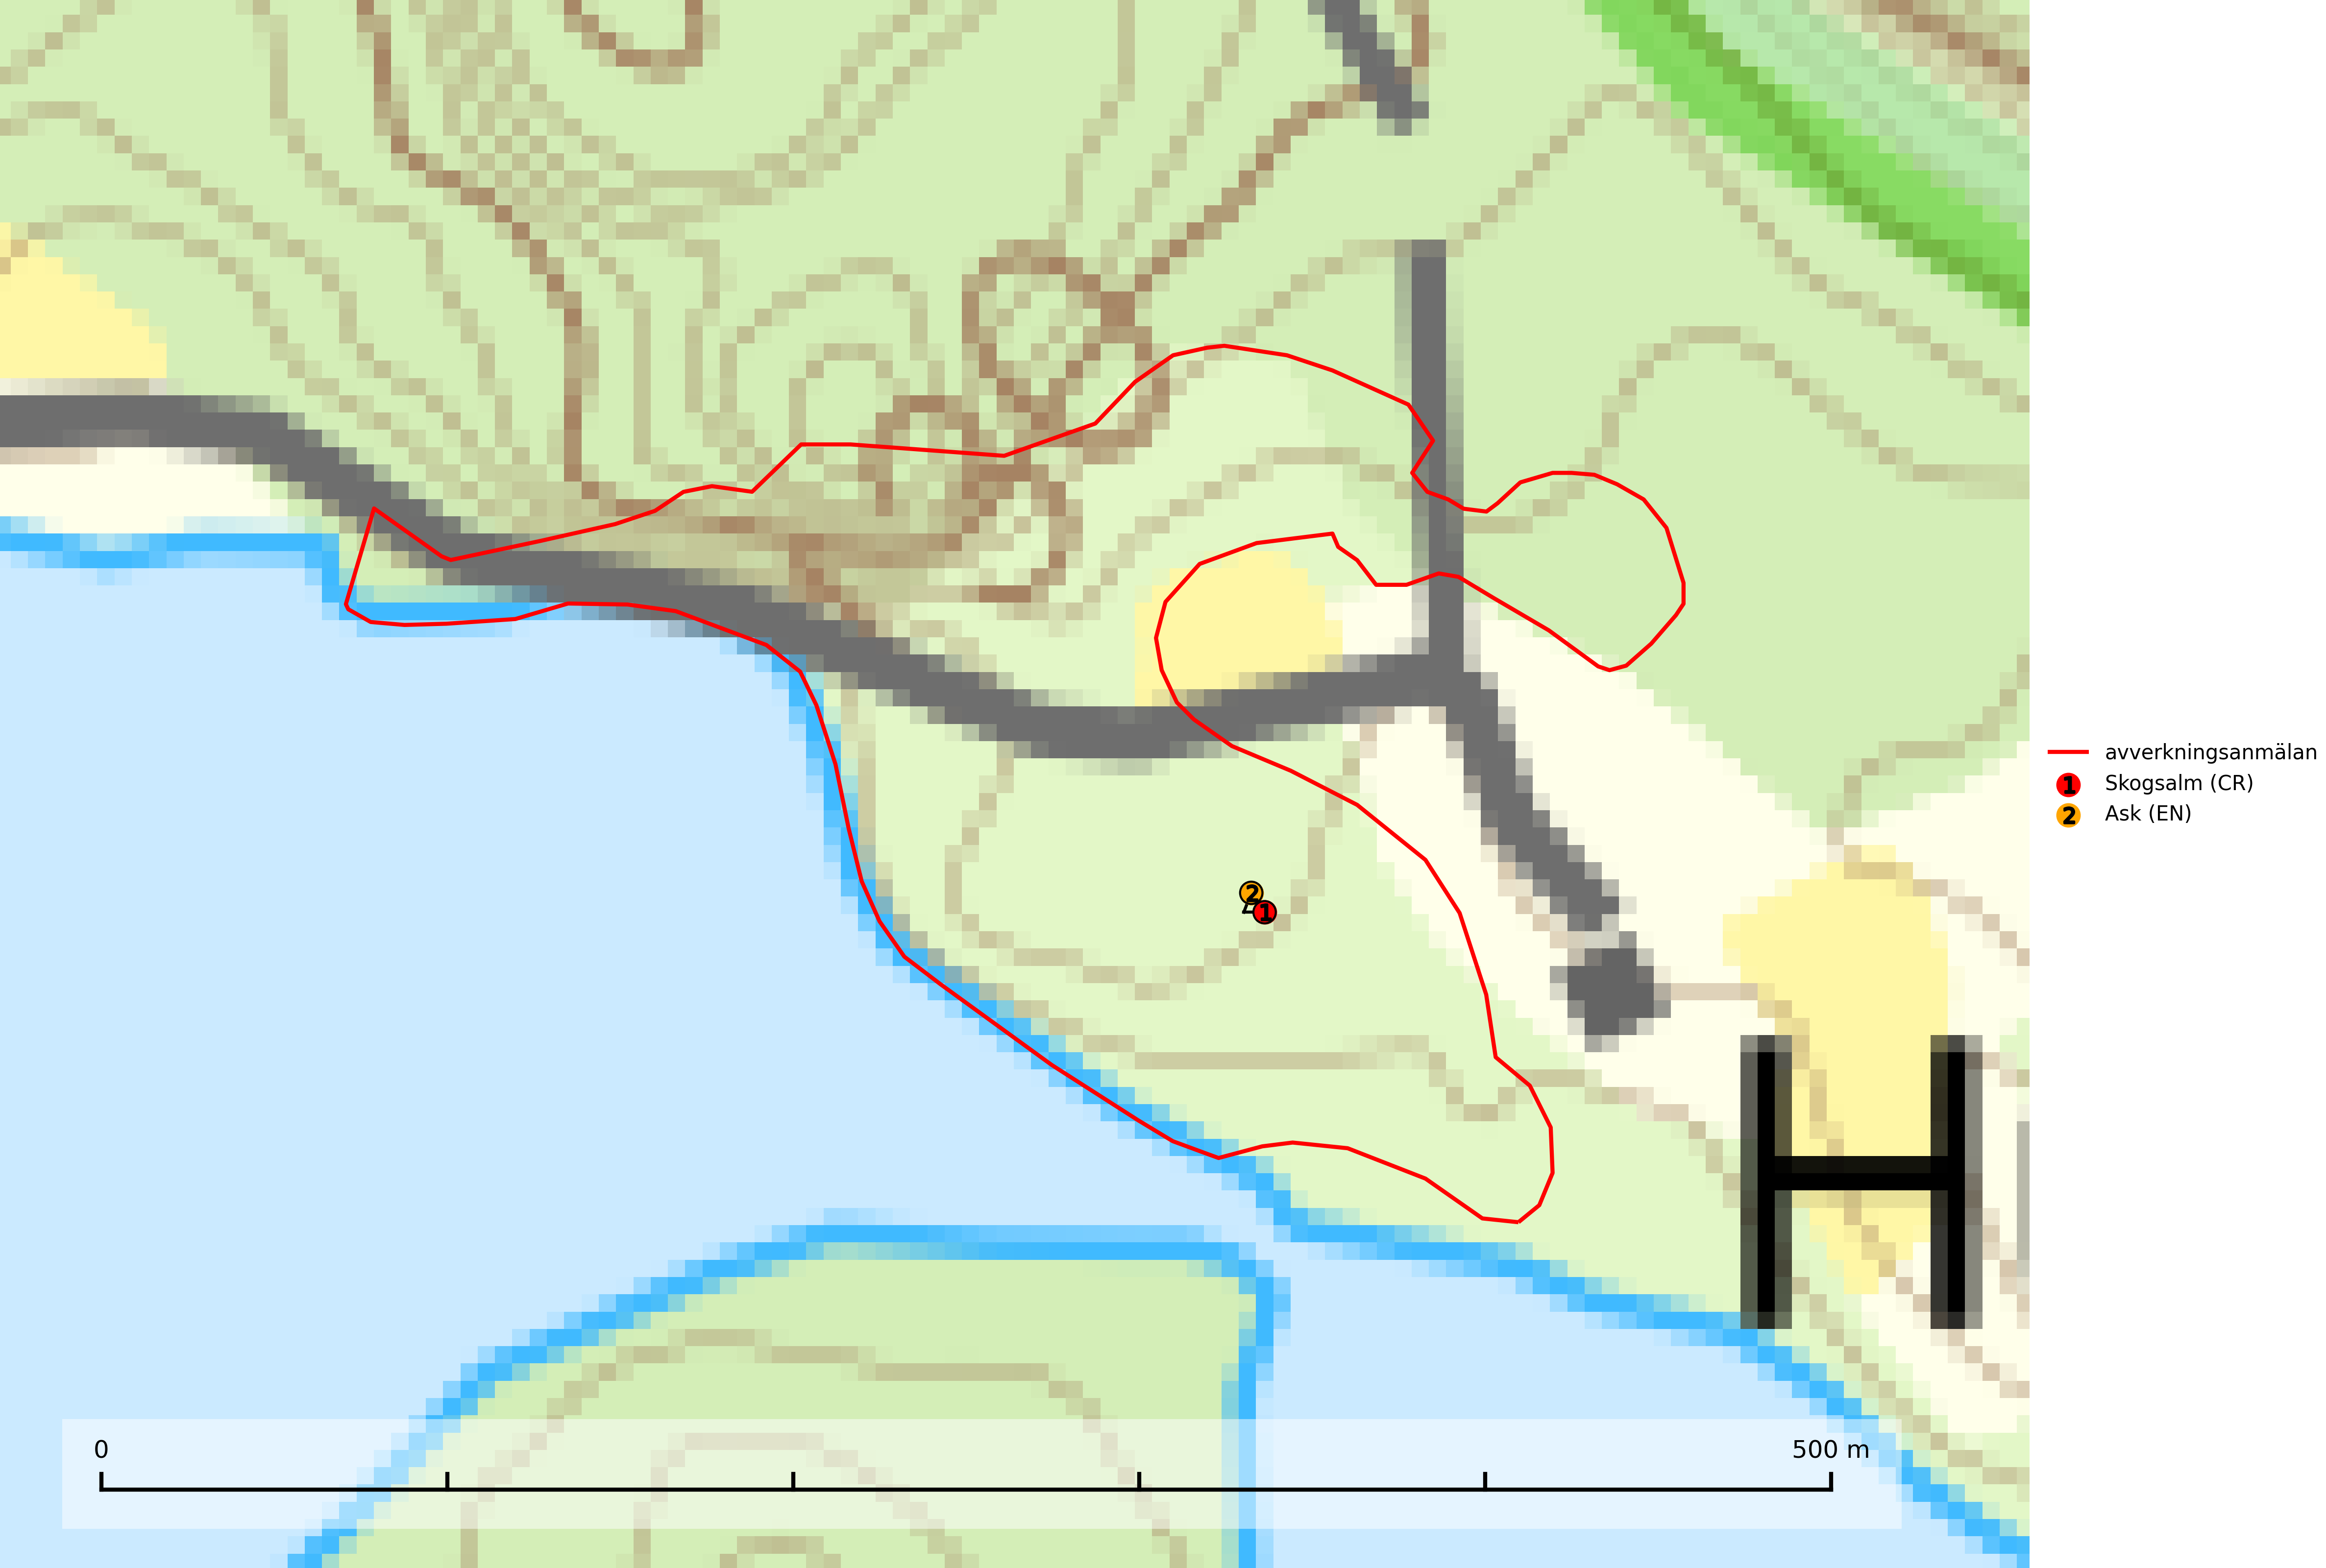 avverkningsanmälan
1 Skogsalm (CR)
2 Ask (EN)
2
1
H
0 500 m